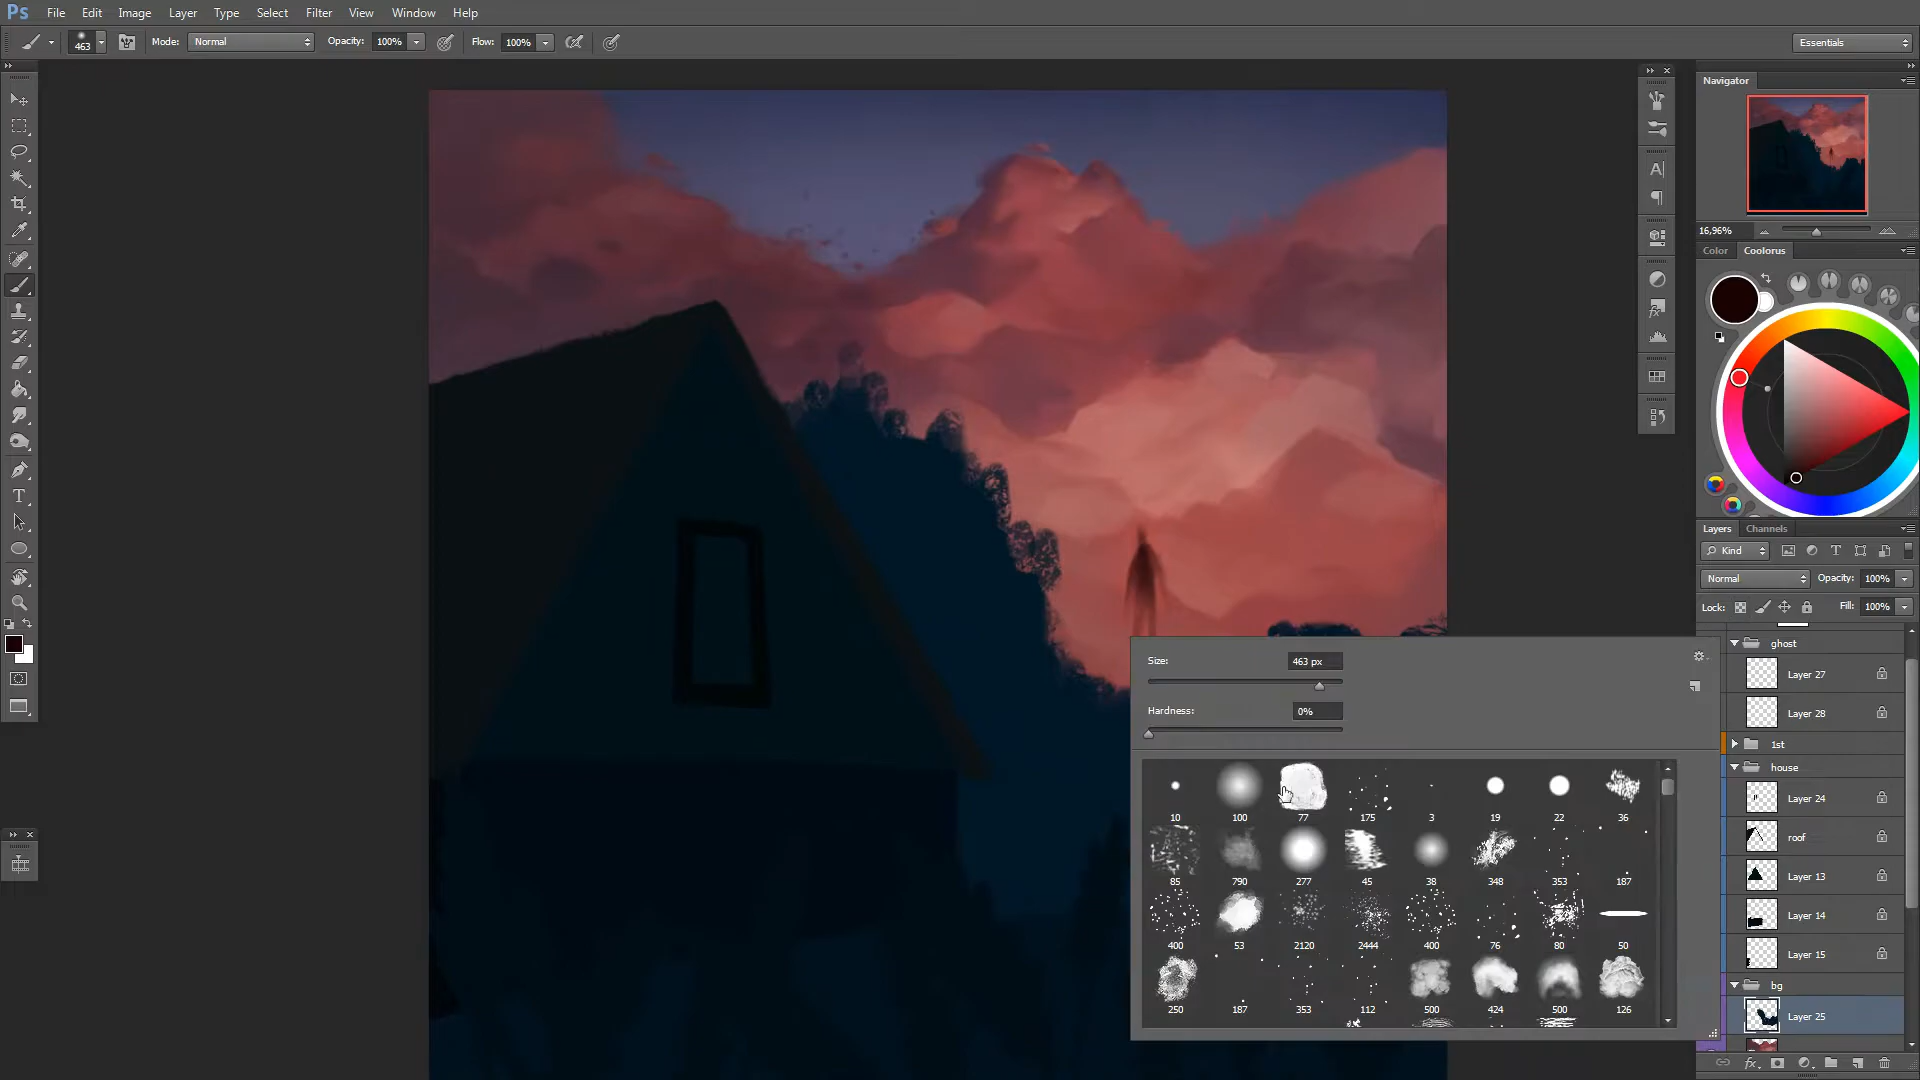 Ps File Edit Image Layer Type Select Filter View Window Help
463 Mode: Normal Opacity: 100% Flow: 100% Essentials
Navigator
16,96%
Color Coolorus
Layers Channels
Kind
Normal Opacity: 100%
Lock: Fill: 100%
ghost
Layer 27
Layer 28
1st
house
Layer 24
roof
Layer 13
Layer 14
Layer 15
bg
Layer 25
Size: 463 px
Hardness: 0%
10 100 77 175 3 19 22 36
85 790 277 45 38 348 353 187
400 53 2120 2444 400 76 80 50
250 187 353 112 500 424 500 126